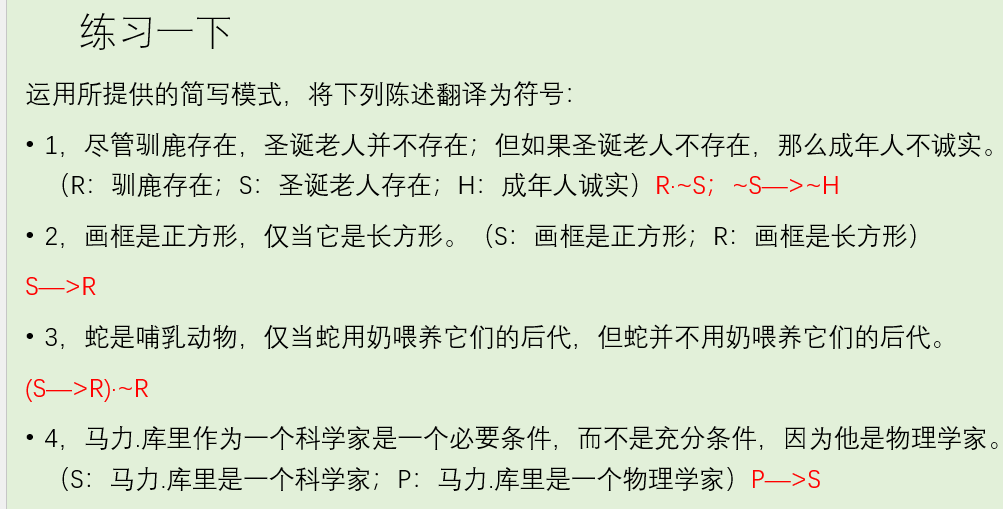 练习一下
运用所提供的简写模式，将下列陈述翻译为符号：
• 1，尽管驯鹿存在，圣诞老人并不存在；但如果圣诞老人不存在，那么成年人不诚实。
（R：驯鹿存在；S：圣诞老人存在；H：成年人诚实）R·~S；~S—>~H
• 2，画框是正方形，仅当它是长方形。（S：画框是正方形；R：画框是长方形）
S—>R
• 3，蛇是哺乳动物，仅当蛇用奶喂养它们的后代，但蛇并不用奶喂养它们的后代。
(S—>R)·~R
• 4，马力.库里作为一个科学家是一个必要条件，而不是充分条件，因为他是物理学家。
（S：马力.库里是一个科学家；P：马力.库里是一个物理学家）P—>S